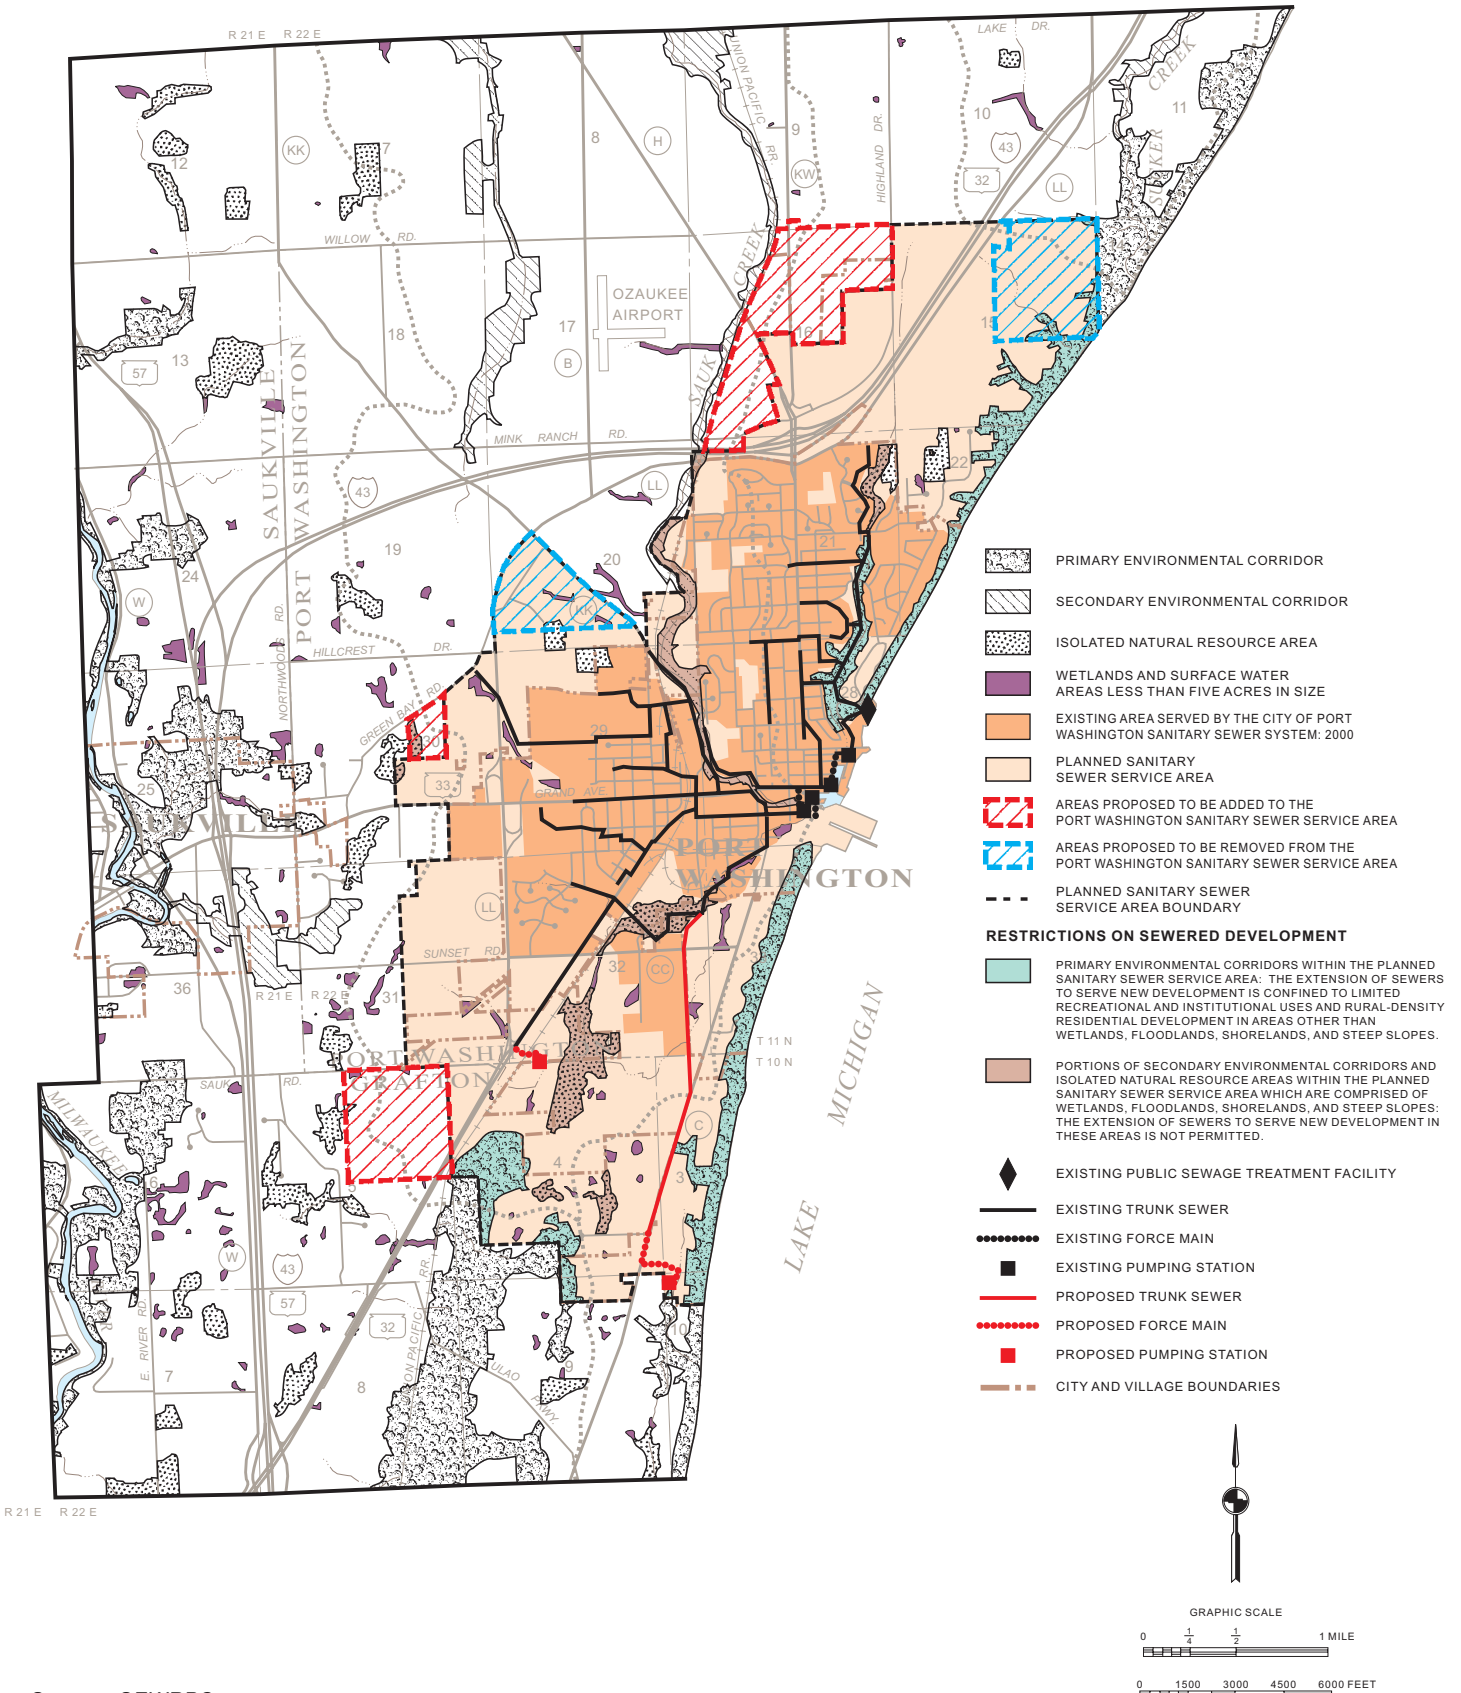 R 21 E
R 22 E
LAKE DR.
UNION PACIFIC RR.
HIGHLAND DR.
SUCKER CREEK
11
10
9
8
7
12
KK
H
KW
43
32
LL
WILLOW RD.
SAUK CREEK
OZAUKEE
AIRPORT
13
57
18
17
B
16
15
SAUKVILLE
PORT WASHINGTON
MINK RANCH RD.
43
LL
22
21
19
20
24
W
KK
NORTHWOODS RD.
HILLCREST DR.
GREEN BAY RD.
30
29
28
33
25
GRAND AVE.
SAUKVILLE
PORT
WASHINGTON
LL
SUNSET RD.
36
R 21 E
R 22 E
31
32
CC
T 11 N
T 10 N
PORT WASHINGTON
GRAFTON
SAUK RD.
MILWAUKEE
C
LAKE MICHIGAN
6
5
4
3
W
43
57
32
E. RIVER RD.
UNION PACIFIC RR.
ULAO PKWY.
7
8
9
10
R 21 E
R 22 E
PRIMARY ENVIRONMENTAL CORRIDOR
SECONDARY ENVIRONMENTAL CORRIDOR
ISOLATED NATURAL RESOURCE AREA
WETLANDS AND SURFACE WATER
AREAS LESS THAN FIVE ACRES IN SIZE
EXISTING AREA SERVED BY THE CITY OF PORT
WASHINGTON SANITARY SEWER SYSTEM: 2000
PLANNED SANITARY
SEWER SERVICE AREA
AREAS PROPOSED TO BE ADDED TO THE
PORT WASHINGTON SANITARY SEWER SERVICE AREA
AREAS PROPOSED TO BE REMOVED FROM THE
PORT WASHINGTON SANITARY SEWER SERVICE AREA
PLANNED SANITARY SEWER
SERVICE AREA BOUNDARY
RESTRICTIONS ON SEWERED DEVELOPMENT
PRIMARY ENVIRONMENTAL CORRIDORS WITHIN THE PLANNED
SANITARY SEWER SERVICE AREA: THE EXTENSION OF SEWERS
TO SERVE NEW DEVELOPMENT IS CONFINED TO LIMITED
RECREATIONAL AND INSTITUTIONAL USES AND RURAL-DENSITY
RESIDENTIAL DEVELOPMENT IN AREAS OTHER THAN
WETLANDS, FLOODLANDS, SHORELANDS, AND STEEP SLOPES.
PORTIONS OF SECONDARY ENVIRONMENTAL CORRIDORS AND
ISOLATED NATURAL RESOURCE AREAS WITHIN THE PLANNED
SANITARY SEWER SERVICE AREA WHICH ARE COMPRISED OF
WETLANDS, FLOODLANDS, SHORELANDS, AND STEEP SLOPES:
THE EXTENSION OF SEWERS TO SERVE NEW DEVELOPMENT IN
THESE AREAS IS NOT PERMITTED.
EXISTING PUBLIC SEWAGE TREATMENT FACILITY
EXISTING TRUNK SEWER
EXISTING FORCE MAIN
EXISTING PUMPING STATION
PROPOSED TRUNK SEWER
PROPOSED FORCE MAIN
PROPOSED PUMPING STATION
CITY AND VILLAGE BOUNDARIES
GRAPHIC SCALE
0 1/4 1/2 1 MILE
0 1500 3000 4500 6000 FEET